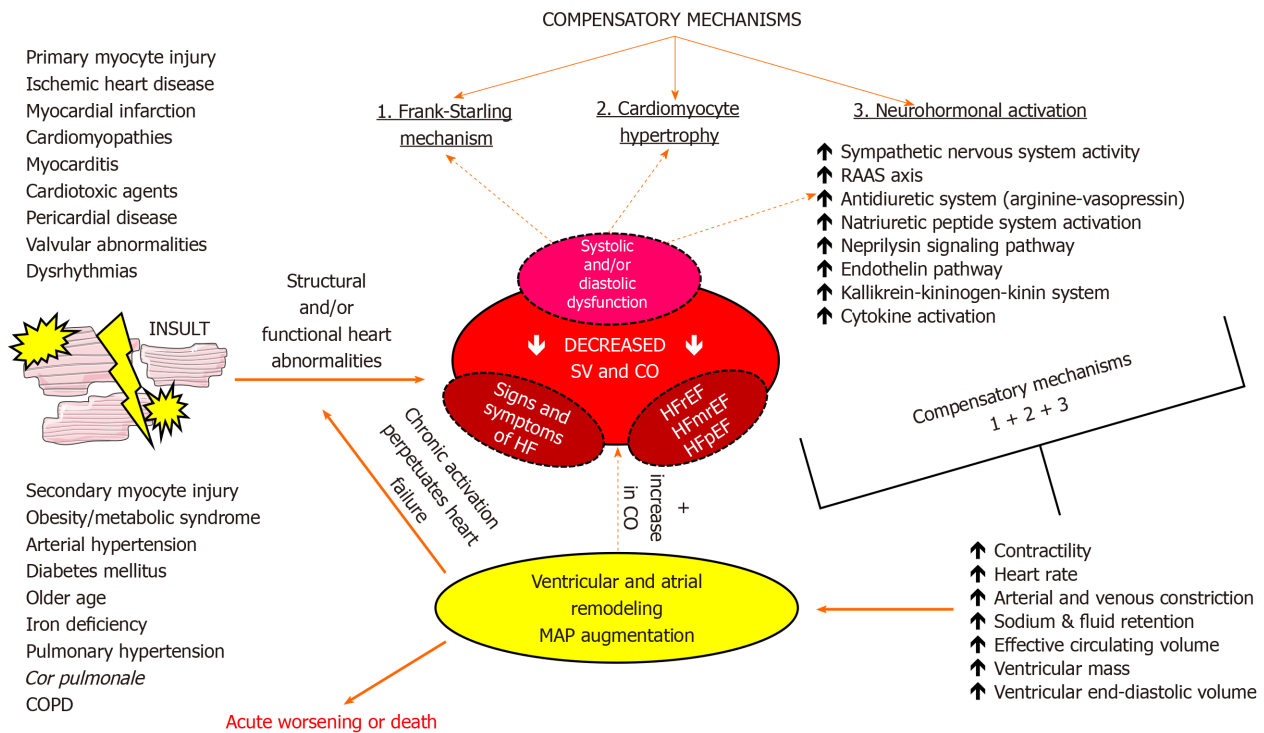 COMPENSATORY MECHANISMS
Primary myocyte injury
Ischemic heart disease
Myocardial infarction
Cardiomyopathies
Myocarditis
Cardiotoxic agents
Pericardial disease
Valvular abnormalities
Dysrhythmias
1. Frank-Starling
mechanism
2. Cardiomyocyte
hypertrophy
3. Neurohormonal activation
Sympathetic nervous system activity
RAAS axis
Antidiuretic system (arginine-vasopressin)
Natriuretic peptide system activation
Neprilysin signaling pathway
Endothelin pathway
Kallikrein-kininogen-kinin system
Cytokine activation
INSULT
Structural
and/or
functional heart
abnormalities
Systolic
and/or
diastolic
dysfunction
DECREASED
SV and CO
Signs and
symptoms
of HF
HFrEF
HFmrEF
HFpEF
Compensatory mechanisms
1 + 2 + 3
Chronic activation
perpetuates heart
failure
+
increase
in CO
Secondary myocyte injury
Obesity/metabolic syndrome
Arterial hypertension
Diabetes mellitus
Older age
Iron deficiency
Pulmonary hypertension
Cor pulmonale
COPD
Ventricular and atrial
remodeling
MAP augmentation
Contractility
Heart rate
Arterial and venous constriction
Sodium & fluid retention
Effective circulating volume
Ventricular mass
Ventricular end-diastolic volume
Acute worsening or death